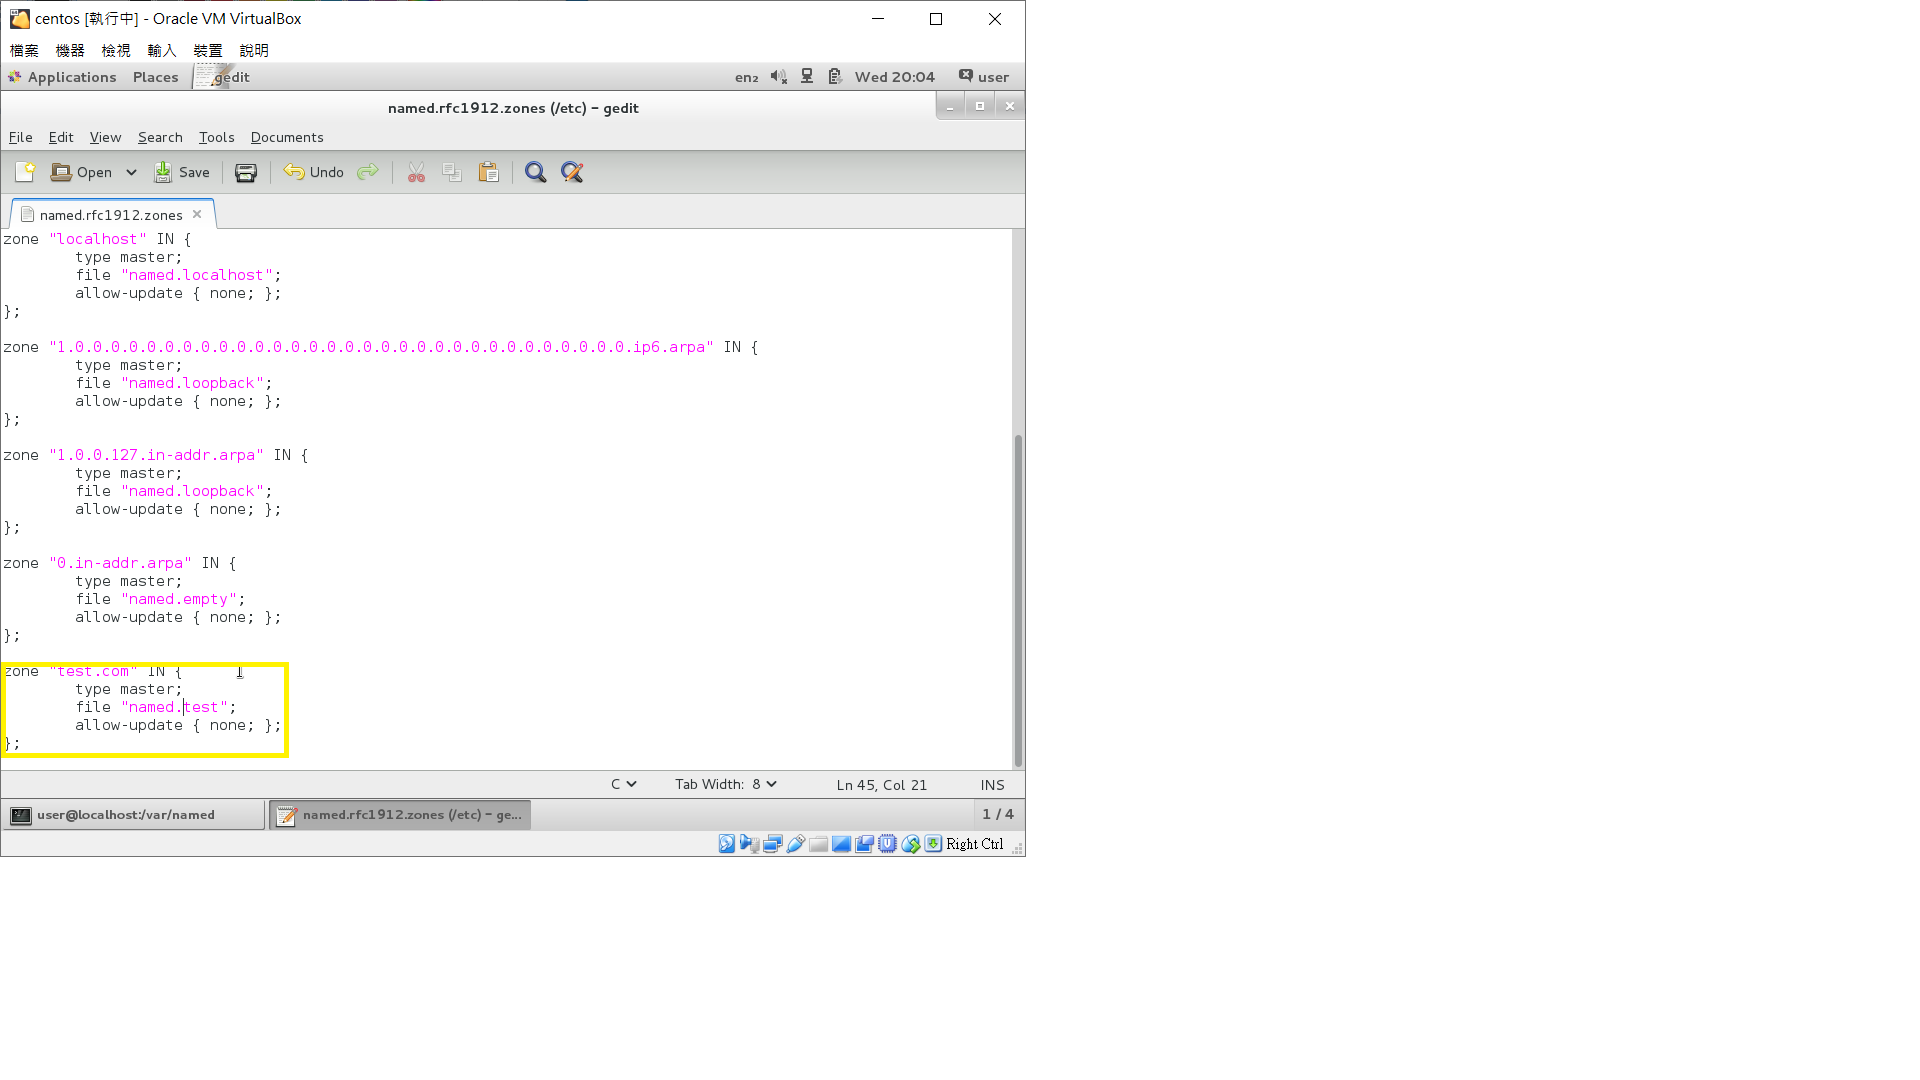 centos [執行中] - Oracle VM VirtualBox
檔案 機器 檢視 輸入 裝置 說明
Applications Places gedit en₂ Wed 20:04 user
named.rfc1912.zones (/etc) - gedit
File Edit View Search Tools Documents
Open Save Undo
named.rfc1912.zones
zone "localhost" IN {
type master;
file "named.localhost";
allow-update { none; };
};
zone "1.0.0.0.0.0.0.0.0.0.0.0.0.0.0.0.0.0.0.0.0.0.0.0.0.0.0.0.0.0.0.0.ip6.arpa" IN {
type master;
file "named.loopback";
allow-update { none; };
};
zone "1.0.0.127.in-addr.arpa" IN {
type master;
file "named.loopback";
allow-update { none; };
};
zone "0.in-addr.arpa" IN {
type master;
file "named.empty";
allow-update { none; };
};
zone "test.com" IN {
type master;
file "named.test";
allow-update { none; };
};
C Tab Width: 8 Ln 45, Col 21 INS
user@localhost:/var/named named.rfc1912.zones (/etc) - ge... 1 / 4
Right Ctrl